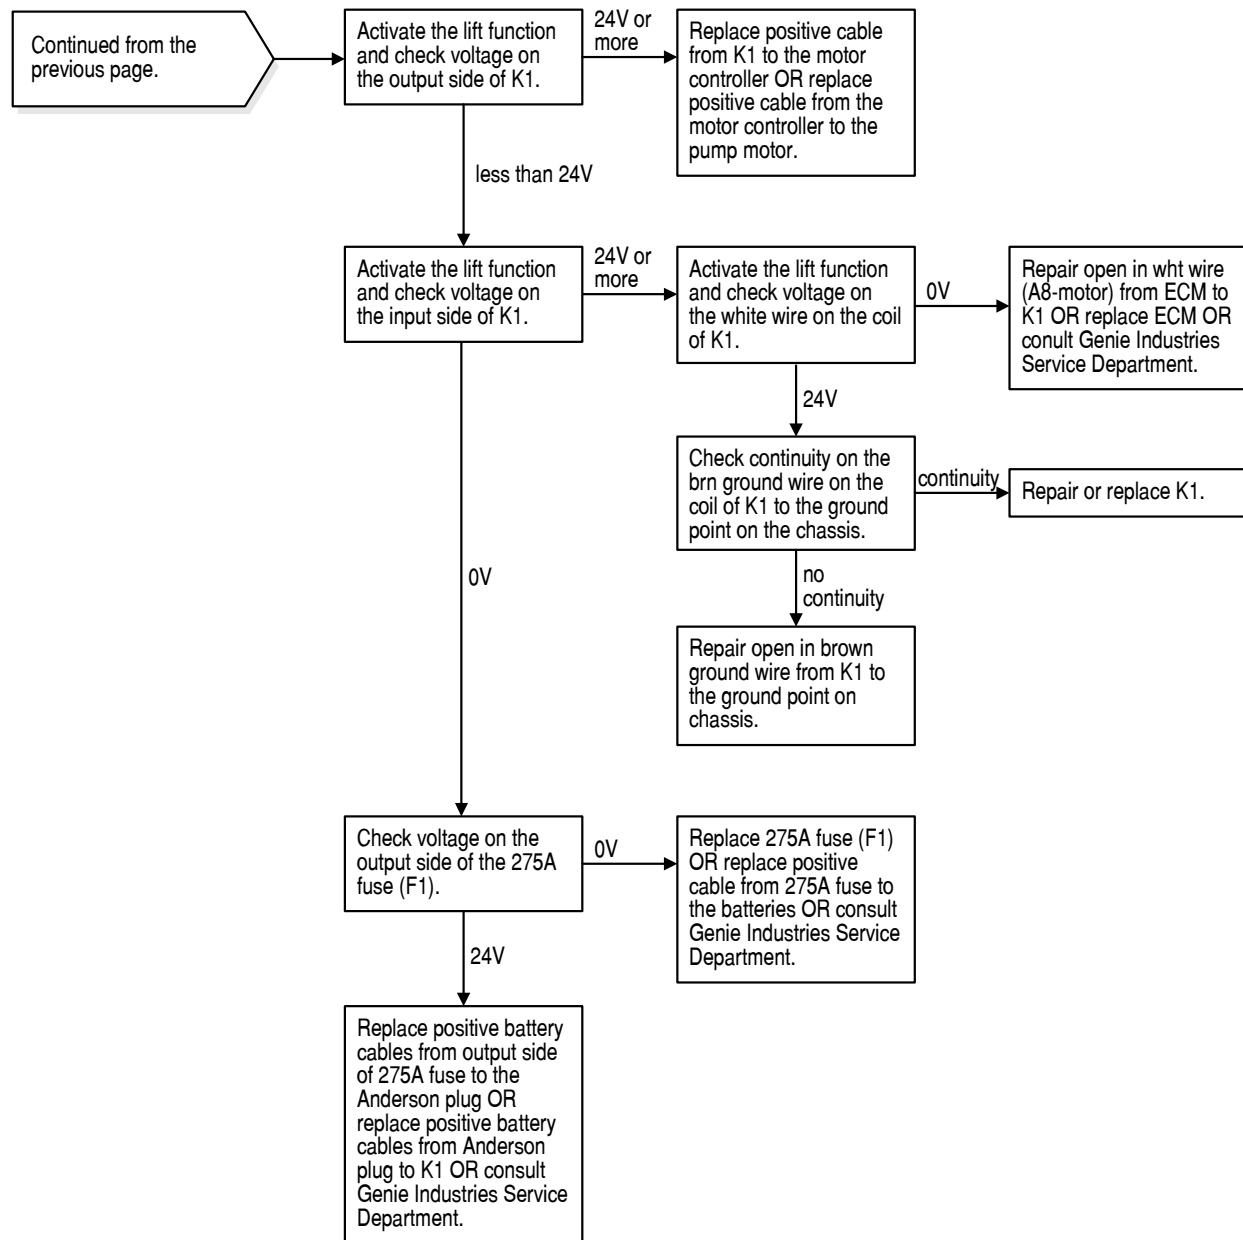 Continued from the
previous page.
Activate the lift function
and check voltage on
the output side of K1.
24V or
more
Replace positive cable
from K1 to the motor
controller OR replace
positive cable from the
motor controller to the
pump motor.
less than 24V
Activate the lift function
and check voltage on
the input side of K1.
24V or
more
Activate the lift function
and check voltage on
the white wire on the coil
of K1.
0V
Repair open in wht wire
(A8-motor) from ECM to
K1 OR replace ECM OR
conult Genie Industries
Service Department.
24V
Check continuity on the
brn ground wire on the
coil of K1 to the ground
point on the chassis.
continuity
Repair or replace K1.
no
continuity
Repair open in brown
ground wire from K1 to
the ground point on
chassis.
0V
Check voltage on the
output side of the 275A
fuse (F1).
0V
Replace 275A fuse (F1)
OR replace positive
cable from 275A fuse to
the batteries OR consult
Genie Industries Service
Department.
24V
Replace positive battery
cables from output side
of 275A fuse to the
Anderson plug OR
replace positive battery
cables from Anderson
plug to K1 OR consult
Genie Industries Service
Department.